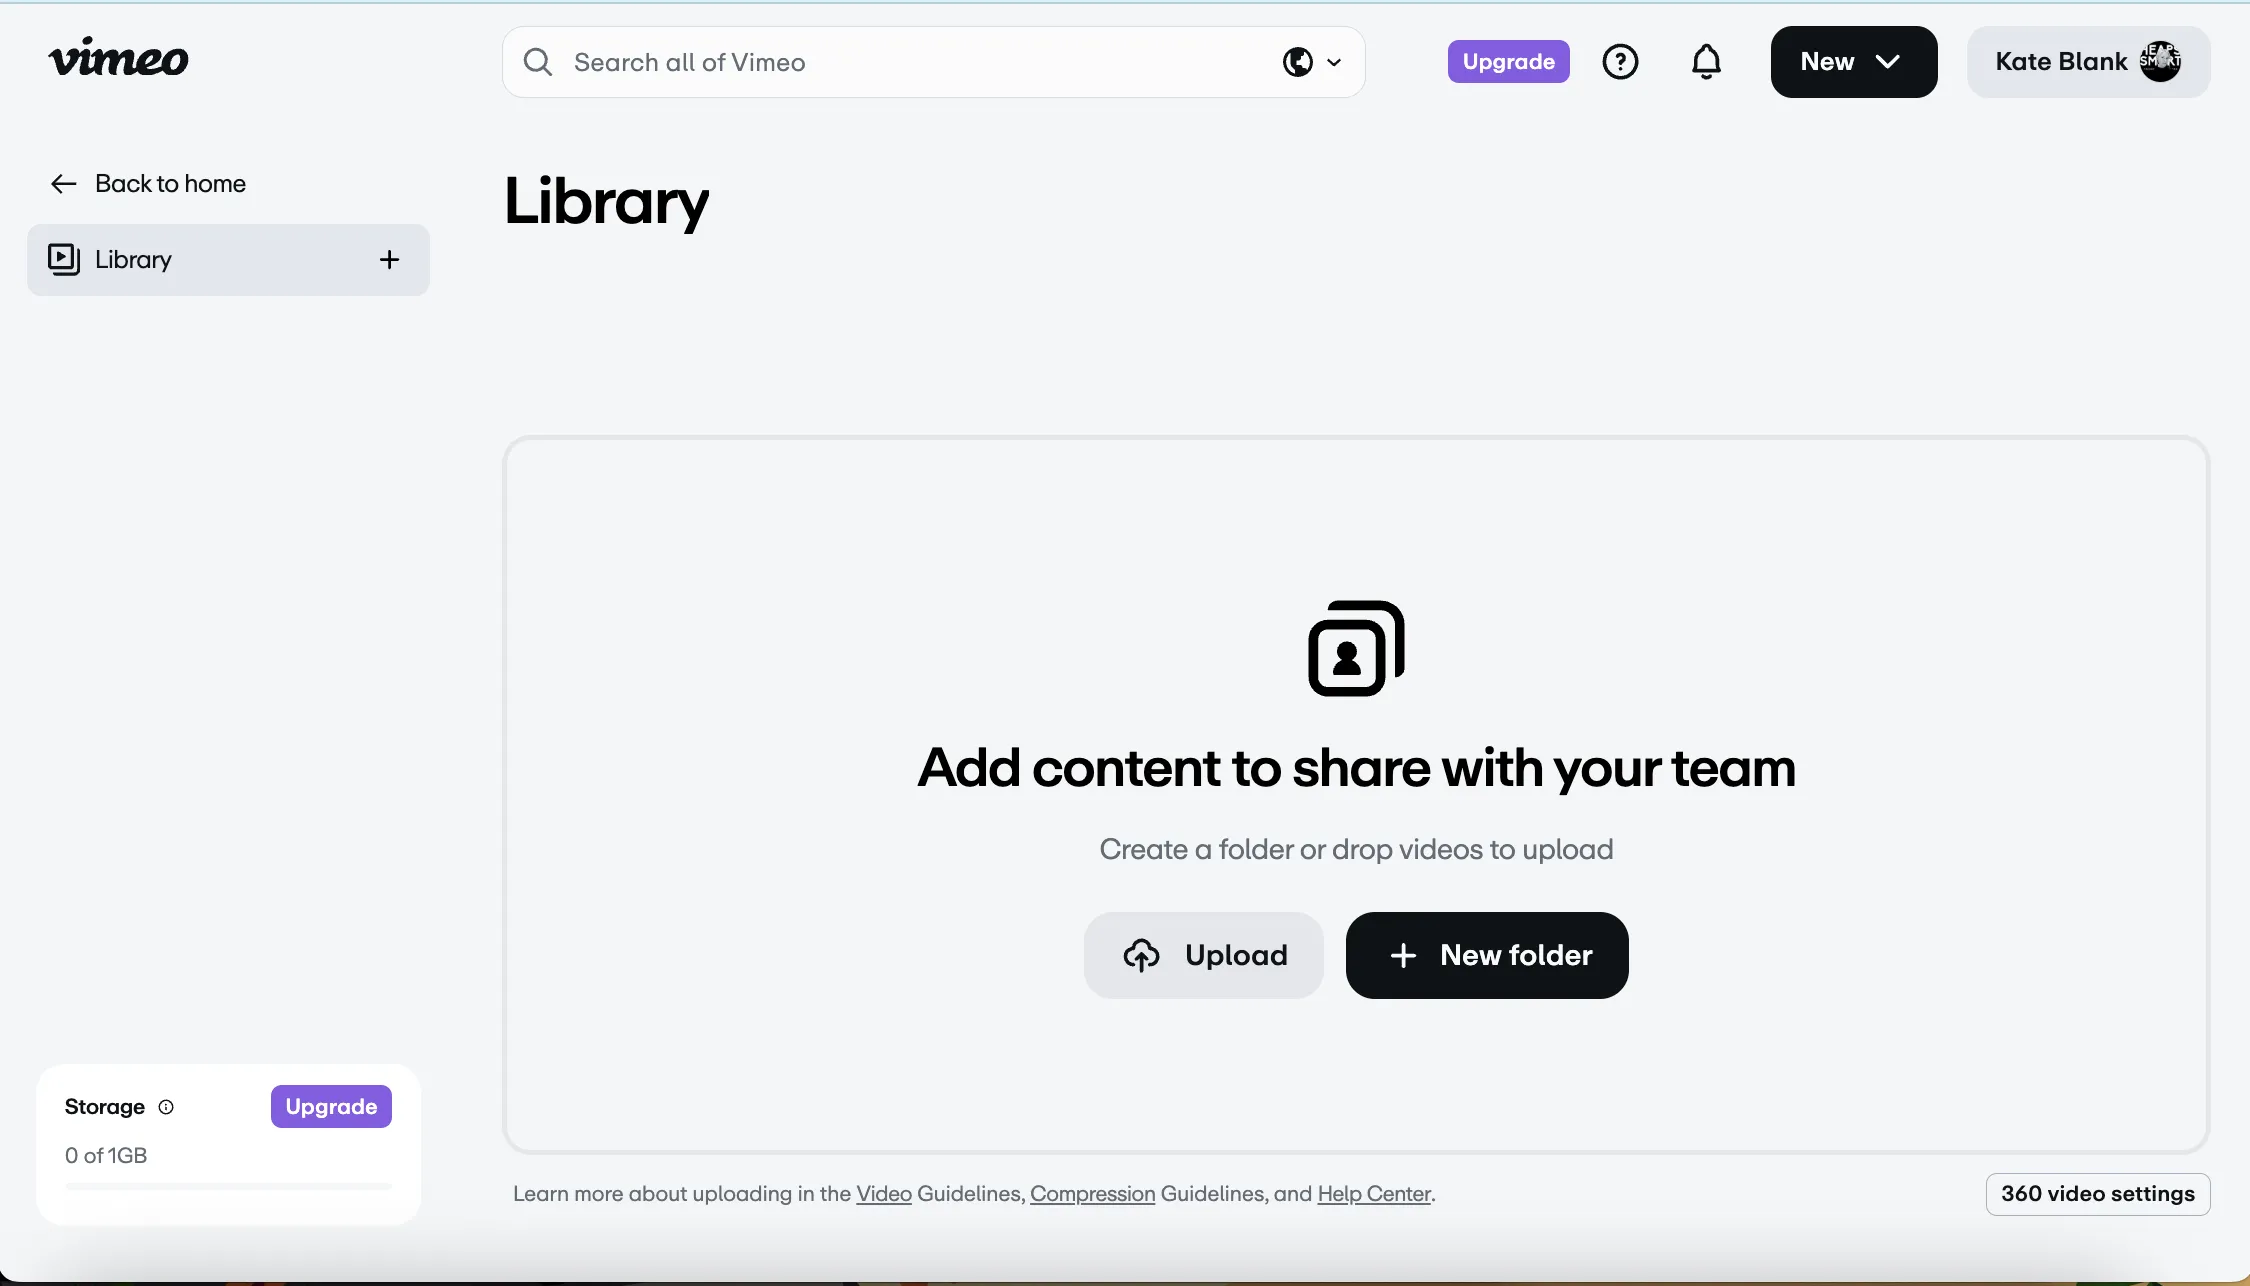 vimeo
Search all of Vimeo
Upgrade
New
Kate Blank
Back to home
Library
Library
Add content to share with your team
Create a folder or drop videos to upload
Upload
New folder
Storage
Upgrade
0 of 1GB
Learn more about uploading in the Video Guidelines, Compression Guidelines, and Help Center.
360 video settings